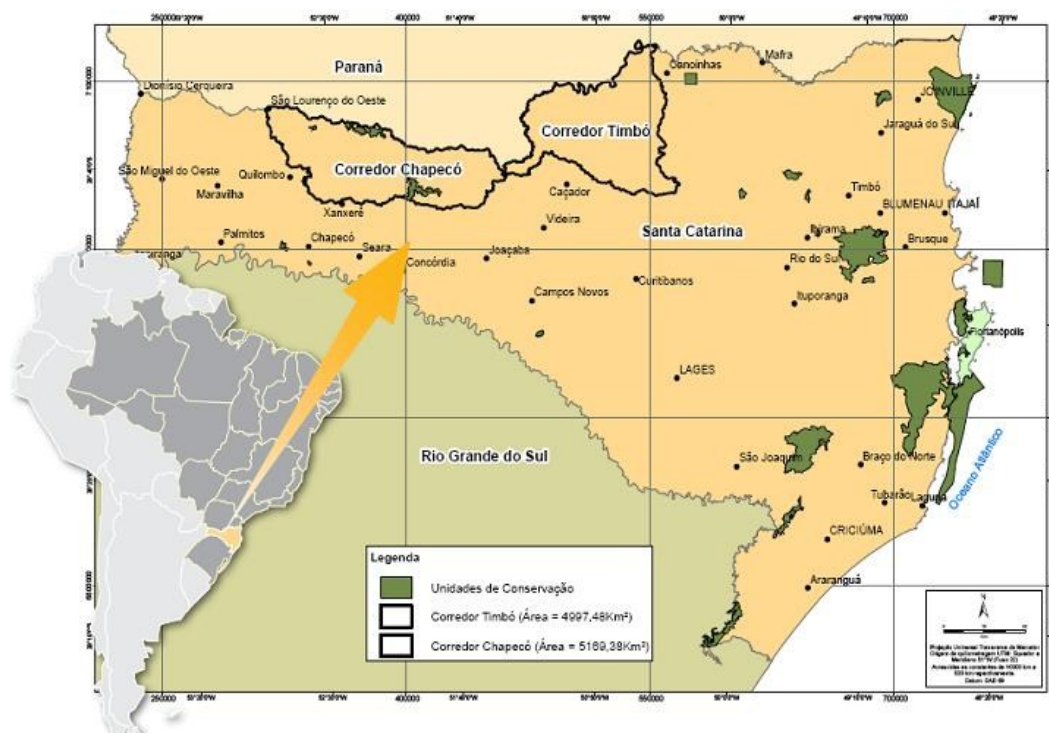 250000
400000
550000
700000
Mafra
Canoinhas
Paraná
Dionísio Cerqueira
JOINVILLE
São Lourenço do Oeste
Corredor Timbó
Jaraguá do Sul
Corredor Chapecó
São Miguel do Oeste
Quilombo
Maravilha
Caçador
Timbó
Xanxerê
BLUMENAU
ITAJAÍ
Videira
Santa Catarina
Ibirama
Palmitos
Chapecó
Seara
Joaçaba
Brusque
Concórdia
Rio do Sul
Curitibanos
Campos Novos
Ituporanga
Florianópolis
LAGES
Rio Grande do Sul
São Joaquim
Braço do Norte
Oceano Atlântico
Tubarão
Laguna
CRICIÚMA
Araranguá
Legenda
Unidades de Conservação
Corredor Timbó (Área = 4997,48Km²)
Corredor Chapecó (Área = 5169,38Km²)
N
250000
400000
550000
700000